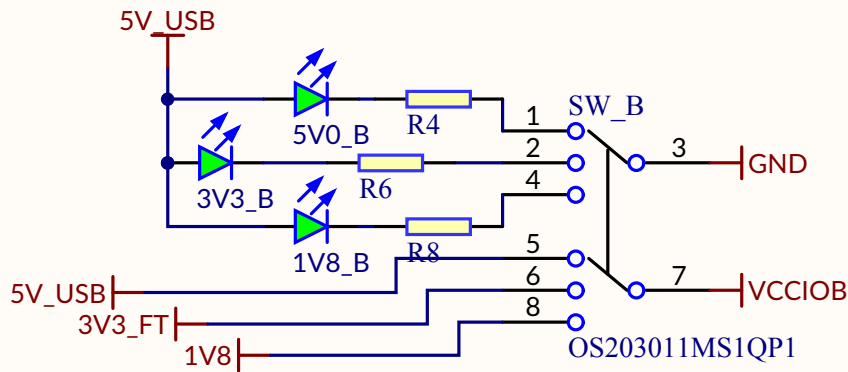 5V_USB
5V0_B
R4
1
SW_B
3V3_B
R6
2
3
GND
1V8_B
R8
4
5
5V_USB
6
7
VCCIOB
3V3_FT
8
1V8
OS203011MS1QP1